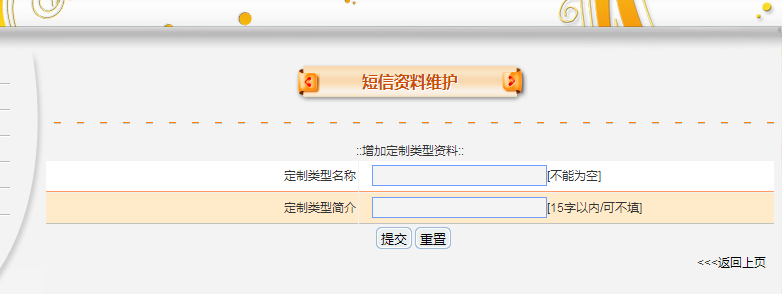 短信资料维护
::增加定制类型资料::
定制类型名称 [不能为空]
定制类型简介 [15字以内/可不填]
提交 重置
<<<返回上页